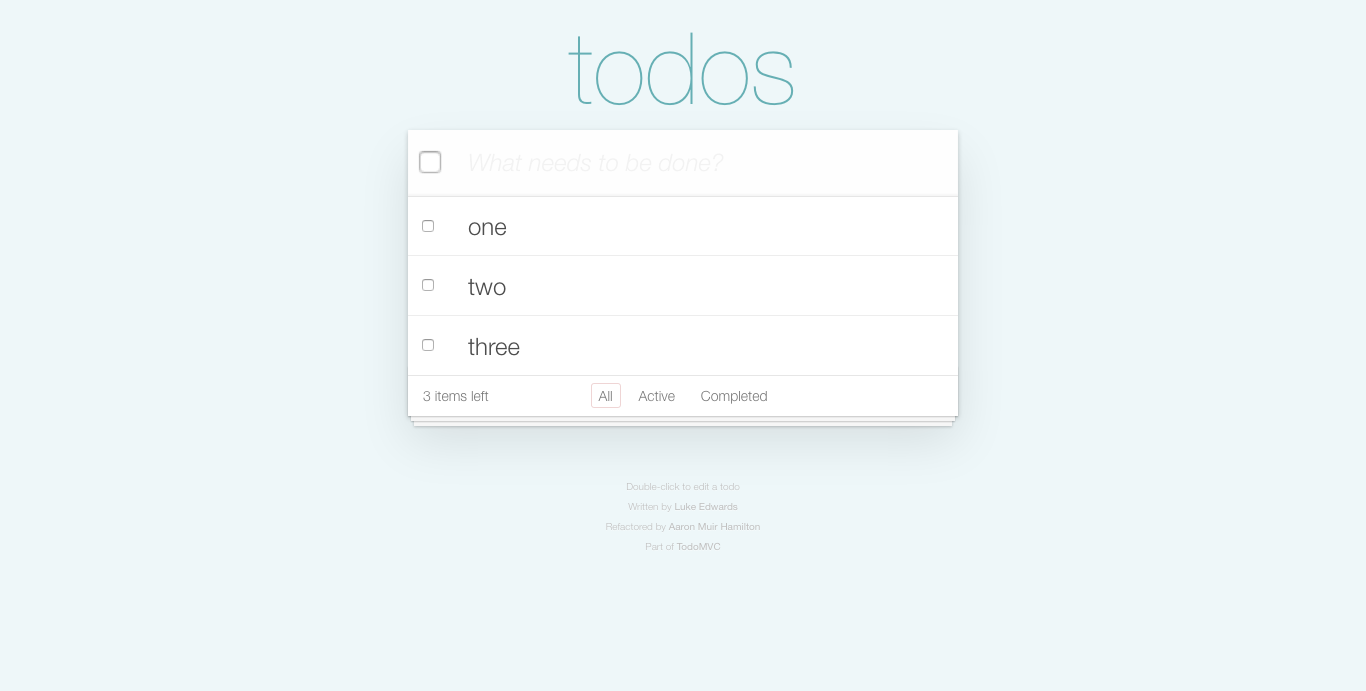 todos
What needs to be done?
one
two
three
3 items left All Active Completed
Double-click to edit a todo
Written by Luke Edwards
Refactored by Aaron Muir Hamilton
Part of TodoMVC